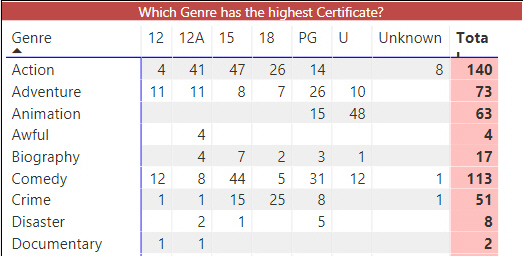 Which Genre has the highest Certificate?
Genre 12 12A 15 18 PG U Unknown Tota
Action 4 41 47 26 14 8 140
Adventure 11 11 8 7 26 10 73
Animation 15 48 63
Awful 4 4
Biography 4 7 2 3 1 17
Comedy 12 8 44 5 31 12 1 113
Crime 1 1 15 25 8 1 51
Disaster 2 1 5 8
Documentary 1 1 2